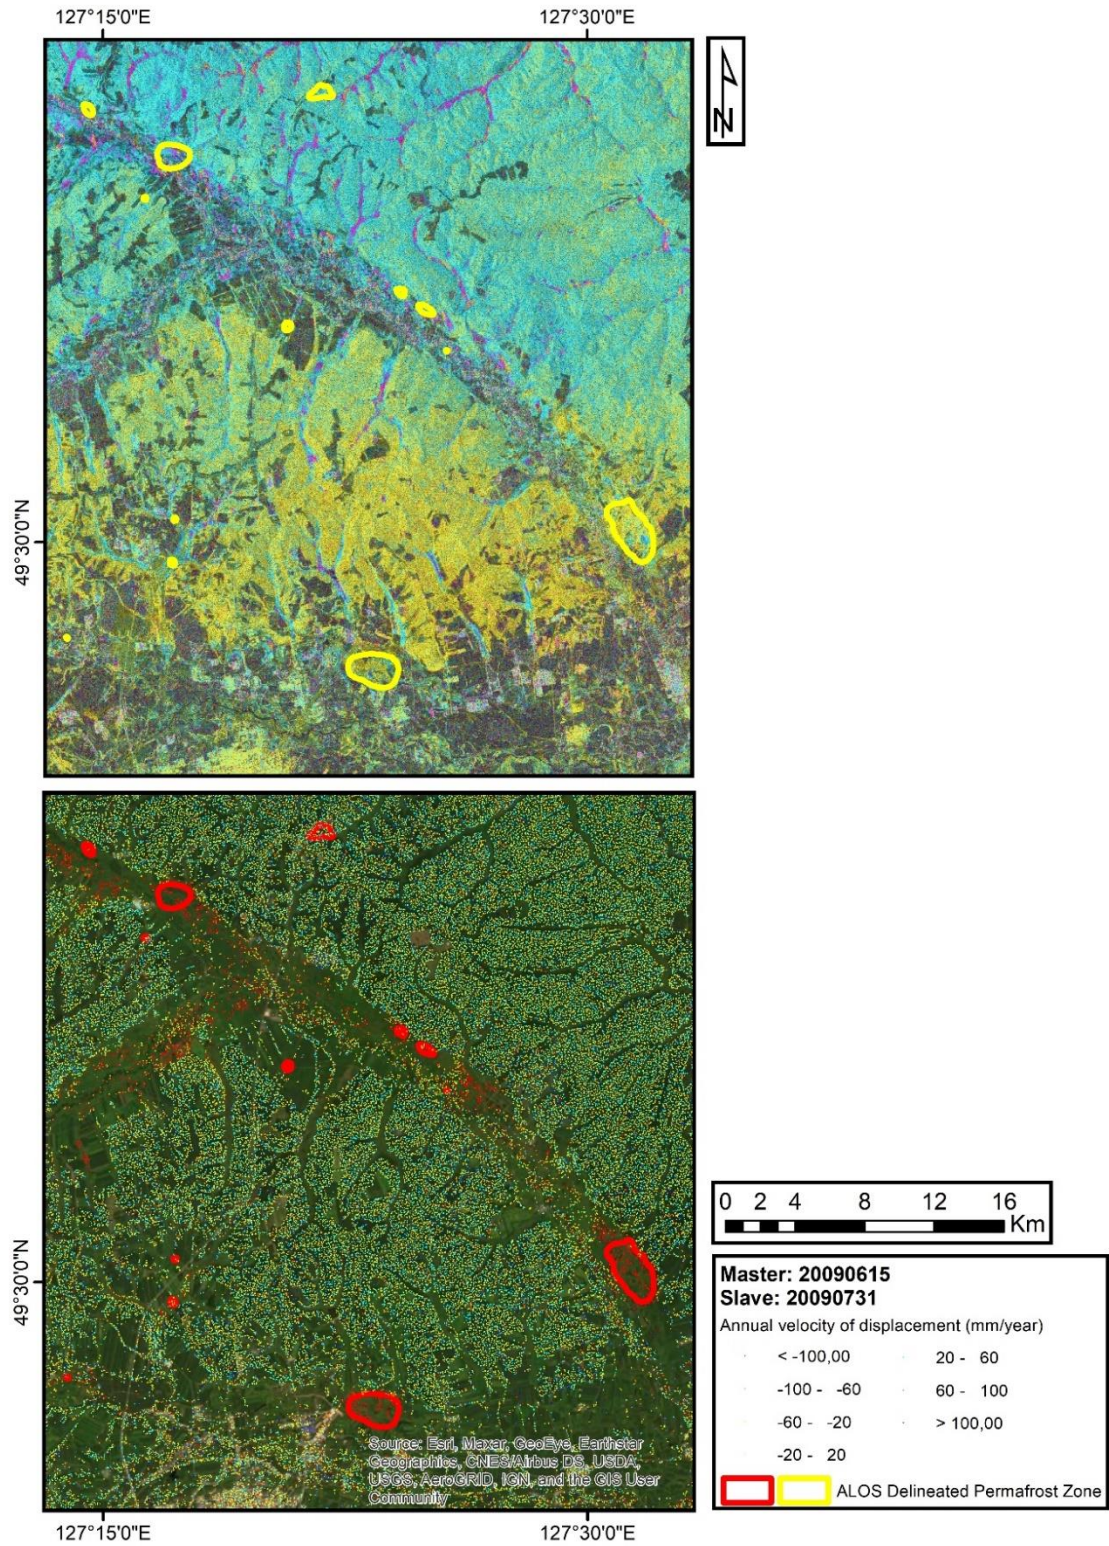 127°15'0"E 127°30'0"E
N
49°30'0"N
49°30'0"N
0 2 4 8 12 16
Km
Master: 20090615
Slave: 20090731
Annual velocity of displacement (mm/year)
< -100,00 20 - 60
-100 - -60 60 - 100
-60 - -20 > 100,00
-20 - 20
ALOS Delineated Permafrost Zone
Source: Esri, Maxar, GeoEye, Earthstar
Geographics, CNES/Airbus DS, USDA,
USGS, AeroGRID, IGN, and the GIS User
Community
127°15'0"E 127°30'0"E